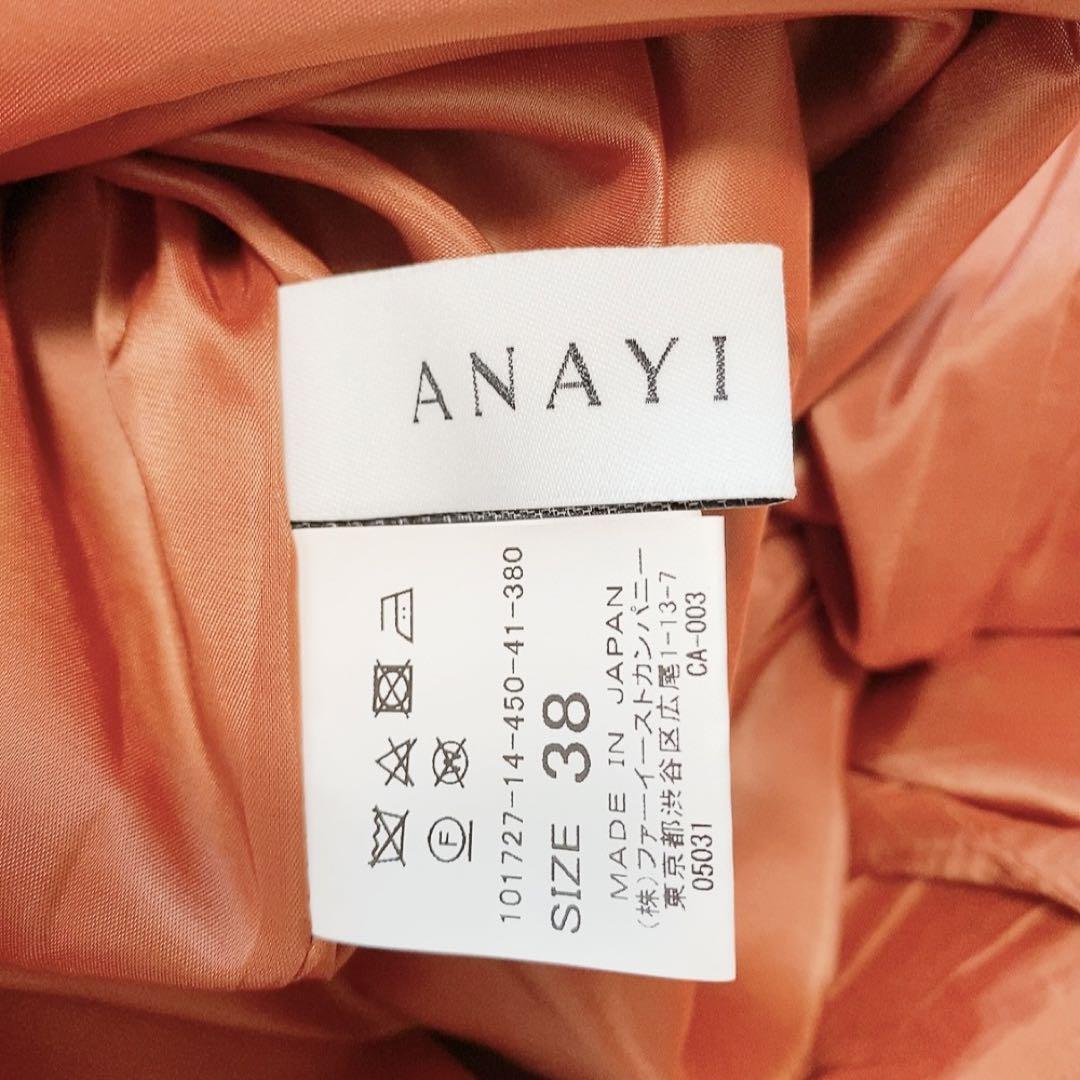 ANAYI
F
101727-14-450-41-380
SIZE 38
MADE IN JAPAN
(株)ファーイーストカンパニー
東京都渋谷区広尾1-13-7
05031 CA-003